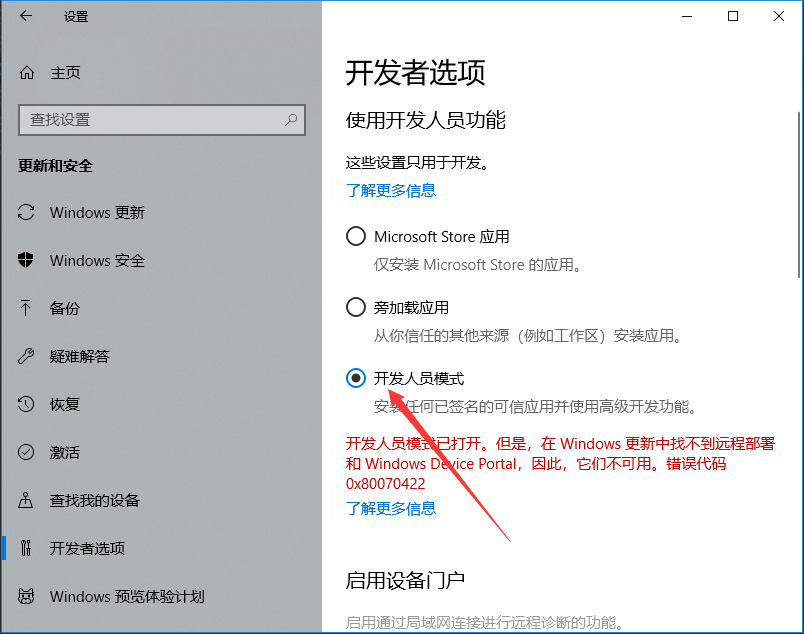 设置
主页
查找设置
更新和安全
Windows 更新
Windows 安全
备份
疑难解答
恢复
激活
查找我的设备
开发者选项
Windows 预览体验计划
开发者选项
使用开发人员功能
这些设置只用于开发。
了解更多信息
Microsoft Store 应用
仅安装 Microsoft Store 的应用。
旁加载应用
从你信任的其他来源（例如工作区）安装应用。
开发人员模式
安装任何已签名的可信应用并使用高级开发功能。
开发人员模式已打开。但是，在 Windows 更新中找不到远程部署
和 Windows Device Portal，因此，它们不可用。错误代码
0x80070422
了解更多信息
启用设备门户
启用通过局域网连接进行远程诊断的功能。